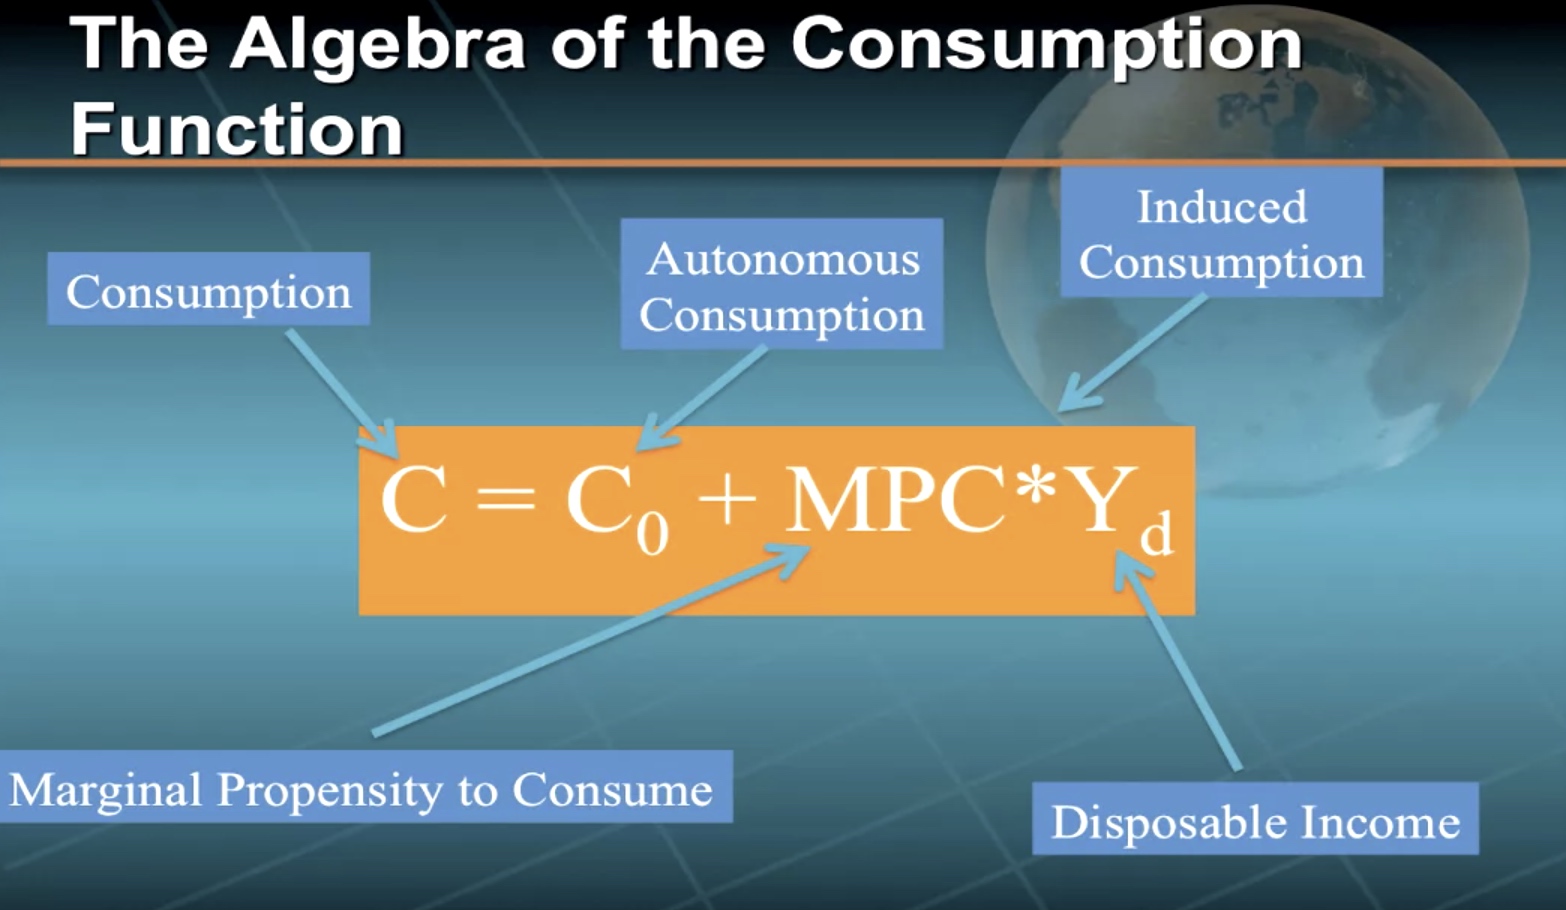 The Algebra of the Consumption
Function
Induced
Consumption
Autonomous
Consumption
Consumption
C = C₀ + MPC*Y_d
Marginal Propensity to Consume
Disposable Income